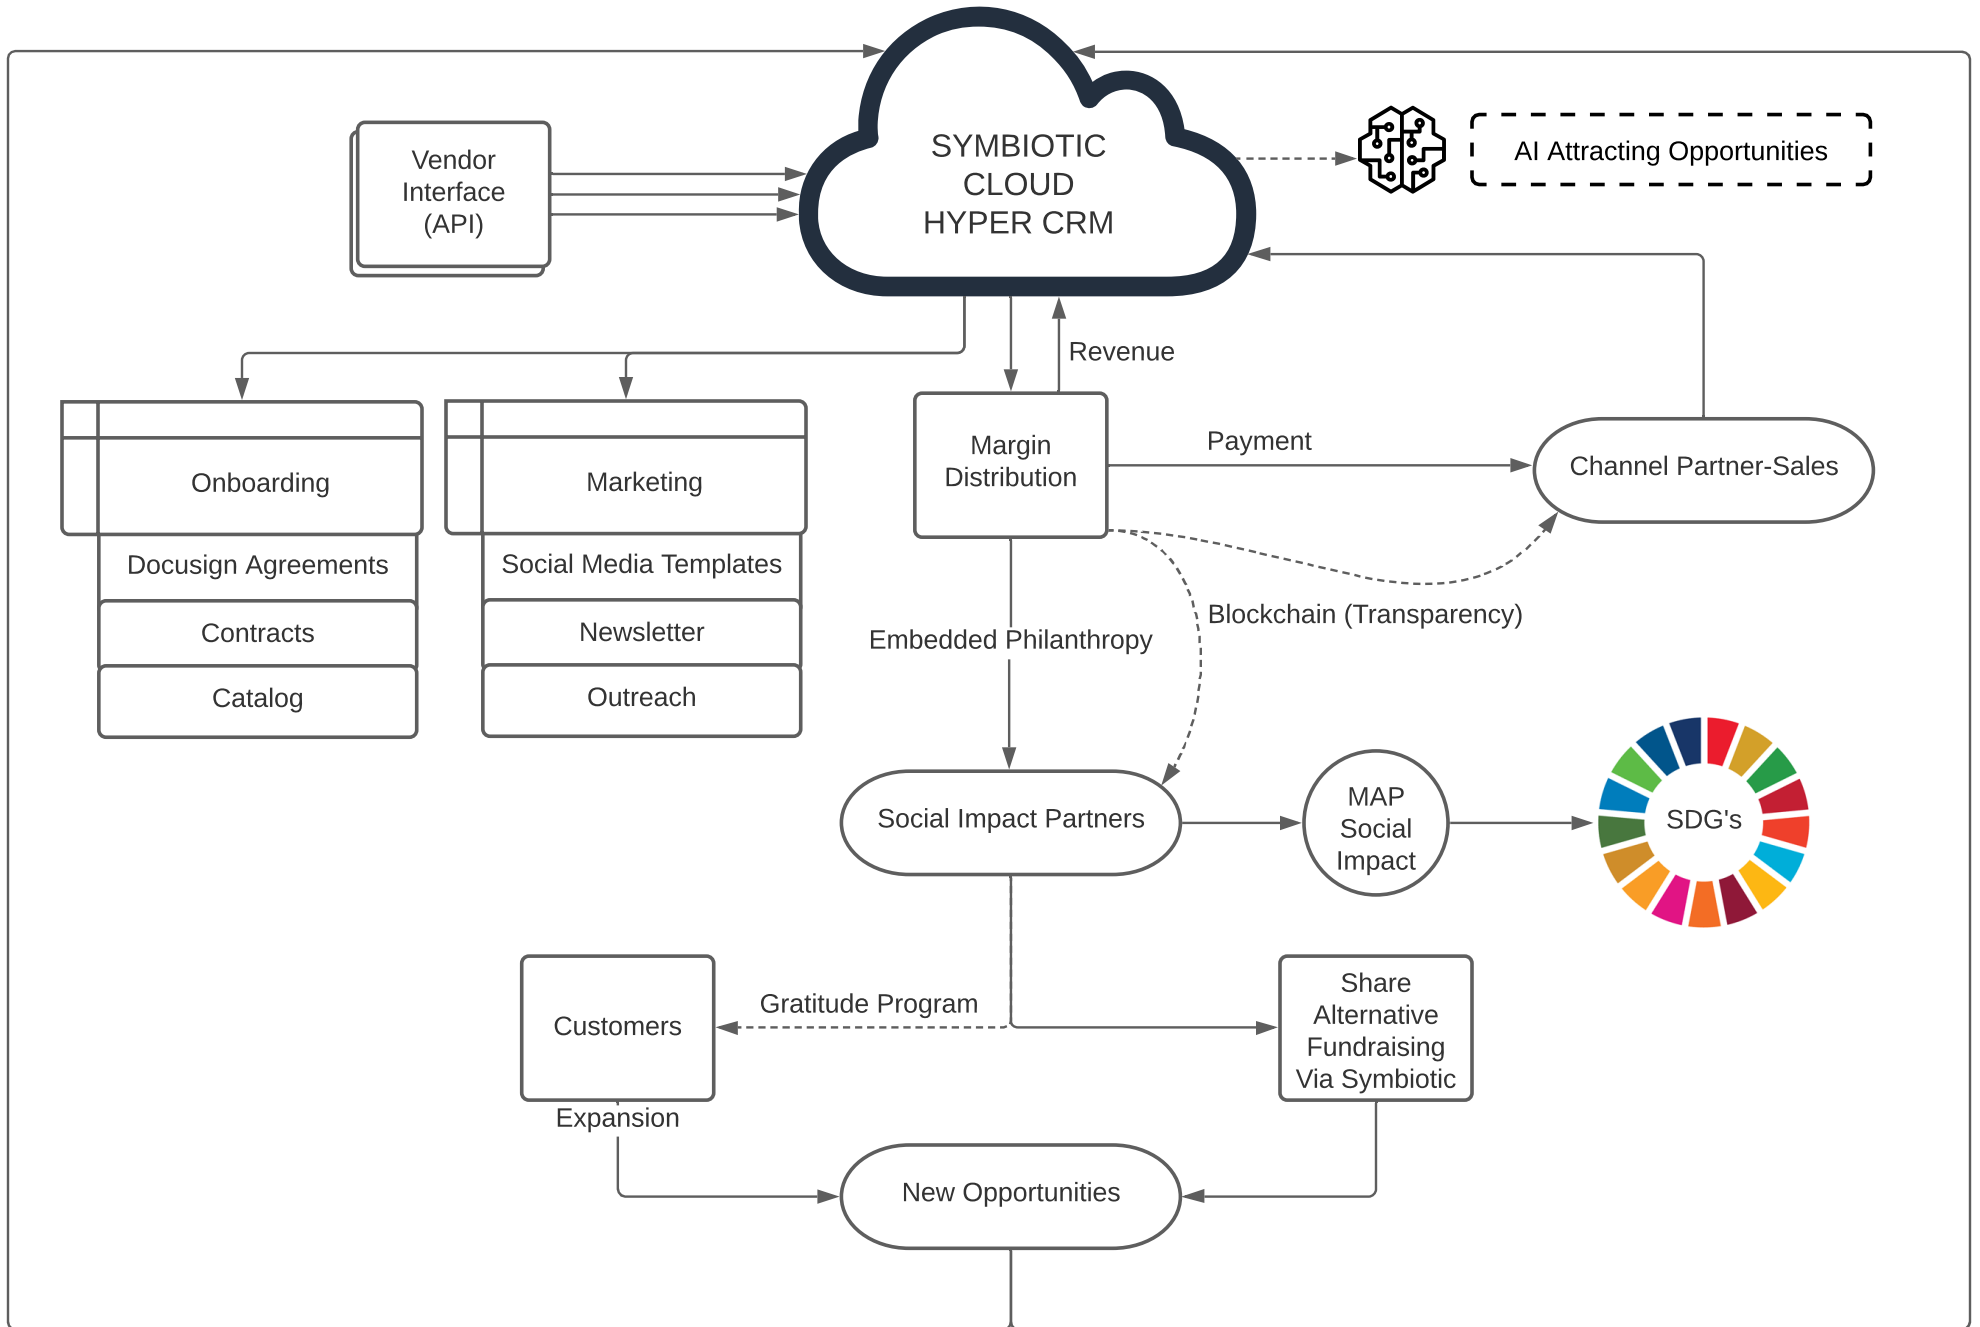 SYMBIOTIC
CLOUD
HYPER CRM
Vendor
Interface
(API)
AI Attracting Opportunities
Revenue
Onboarding
Docusign Agreements
Contracts
Catalog
Marketing
Social Media Templates
Newsletter
Outreach
Margin
Distribution
Payment
Channel Partner-Sales
Blockchain (Transparency)
Embedded Philanthropy
Social Impact Partners
MAP
Social
Impact
SDG's
Customers
Gratitude Program
Share
Alternative
Fundraising
Via Symbiotic
Expansion
New Opportunities